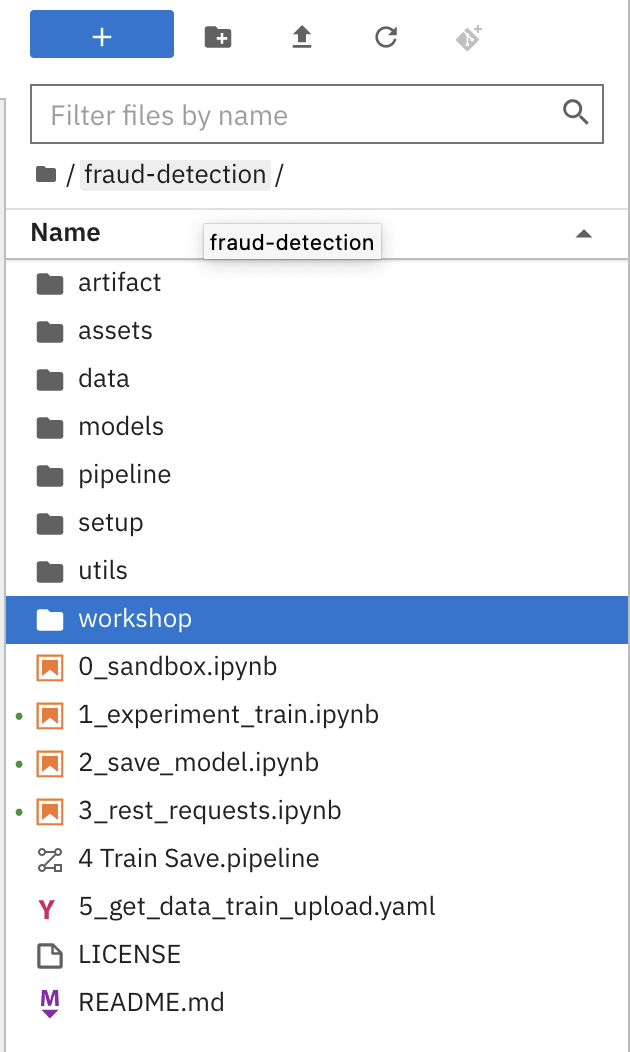 Filter files by name
/ fraud-detection /
Name
fraud-detection
artifact
assets
data
models
pipeline
setup
utils
workshop
0_sandbox.ipynb
1_experiment_train.ipynb
2_save_model.ipynb
3_rest_requests.ipynb
4 Train Save.pipeline
Y 5_get_data_train_upload.yaml
LICENSE
M README.md